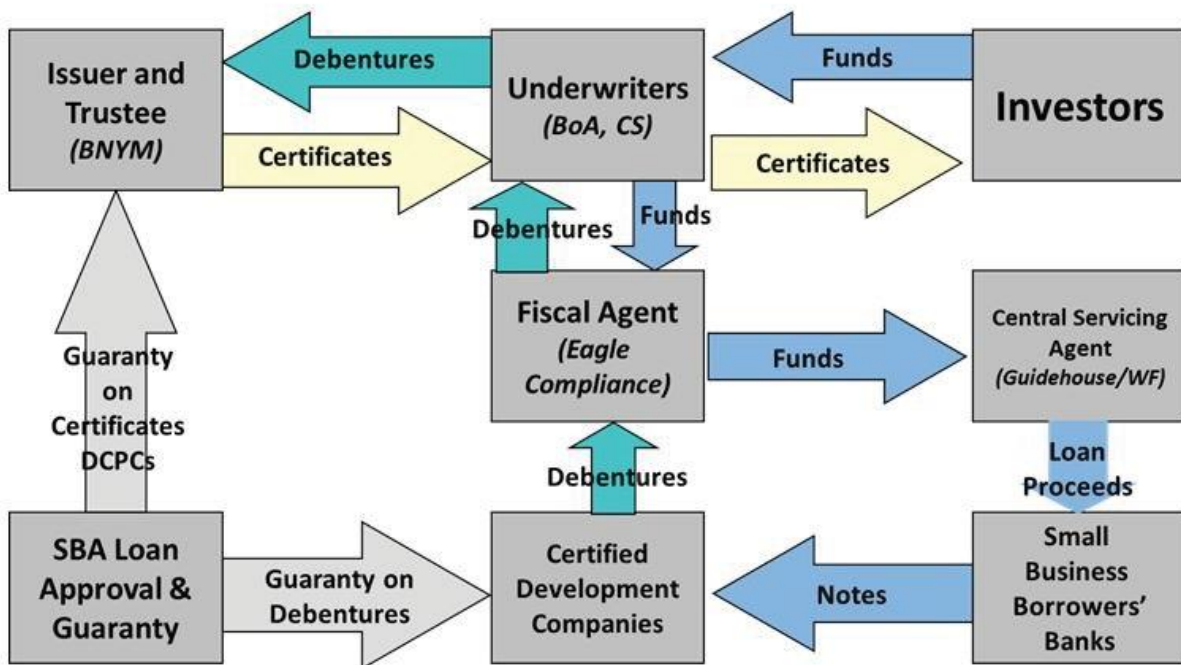 Issuer and
Trustee
(BNYM)
Debentures
Certificates
Underwriters
(BoA, CS)
Funds
Certificates
Investors
Debentures
Funds
Guaranty
on
Certificates
DCPCs
Fiscal Agent
(Eagle
Compliance)
Funds
Central Servicing
Agent
(Guidehouse/WF)
Debentures
Loan
Proceeds
SBA Loan
Approval &
Guaranty
Guaranty on
Debentures
Certified
Development
Companies
Notes
Small
Business
Borrowers’
Banks